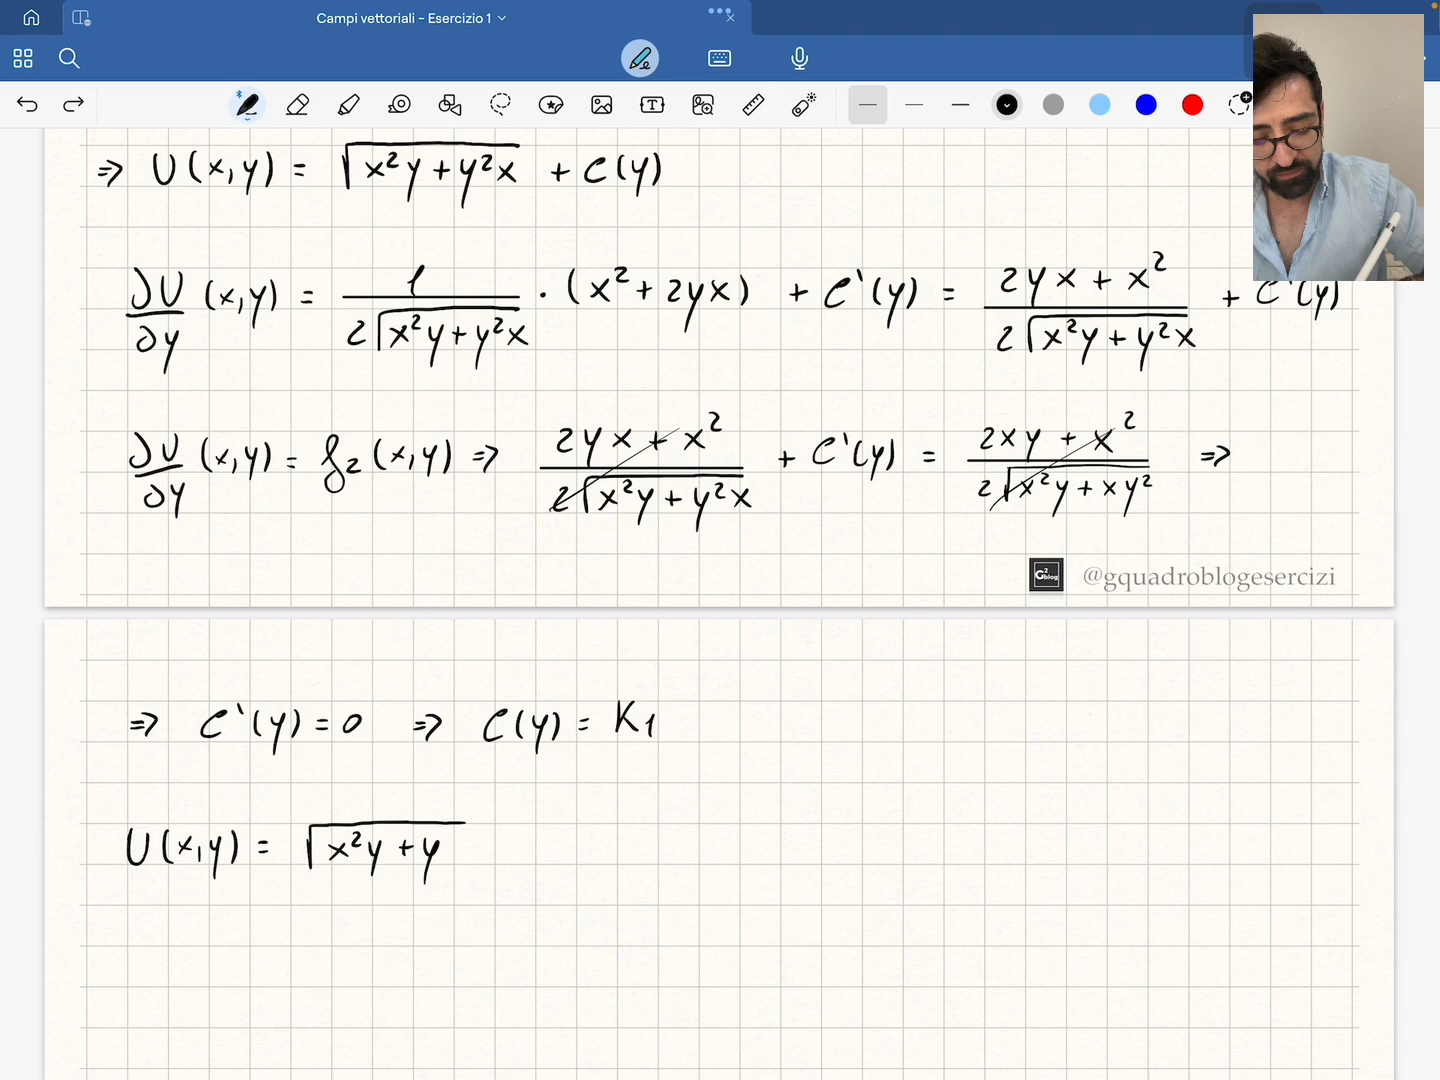 Campi vettoriali - Esercizio 1
⇒ U(x,y) = √(x²y + y²x) + C(y)
∂U/∂y (x,y) = 1/(2√(x²y + y²x)) · (x² + 2yx) + C'(y) = (2yx + x²)/(2√(x²y + y²x)) + C'(y)
∂U/∂y (x,y) = f₂(x,y) ⇒ (2yx + x²)/(2√(x²y + y²x)) + C'(y) = (2xy + x²)/(2√(x²y + xy²)) ⇒
G²blog @gquadroblogesercizi
⇒ C'(y) = 0 ⇒ C(y) = K₁
U(x,y) = √(x²y + y